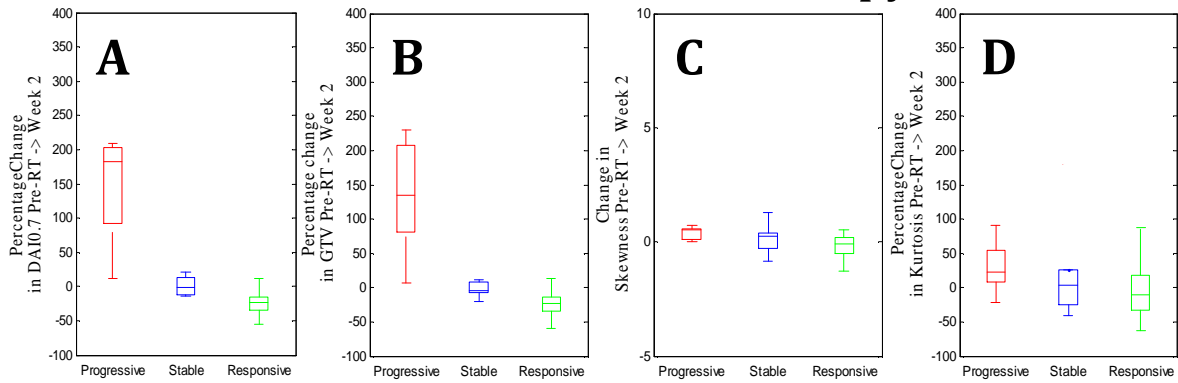 A
Percentage Change
in DAI0.7 Pre-RT -> Week 2
400
350
300
250
200
150
100
50
0
-50
-100
Progressive Stable Responsive
B
Percentage change
in GTV Pre-RT -> Week 2
400
350
300
250
200
150
100
50
0
-50
-100
Progressive Stable Responsive
C
Change in
Skewness Pre-RT -> Week 2
10
5
0
-5
Progressive Stable Responsive
D
Percentage Change
in Kurtosis Pre-RT -> Week 2
400
350
300
250
200
150
100
50
0
-50
-100
Progressive Stable Responsive